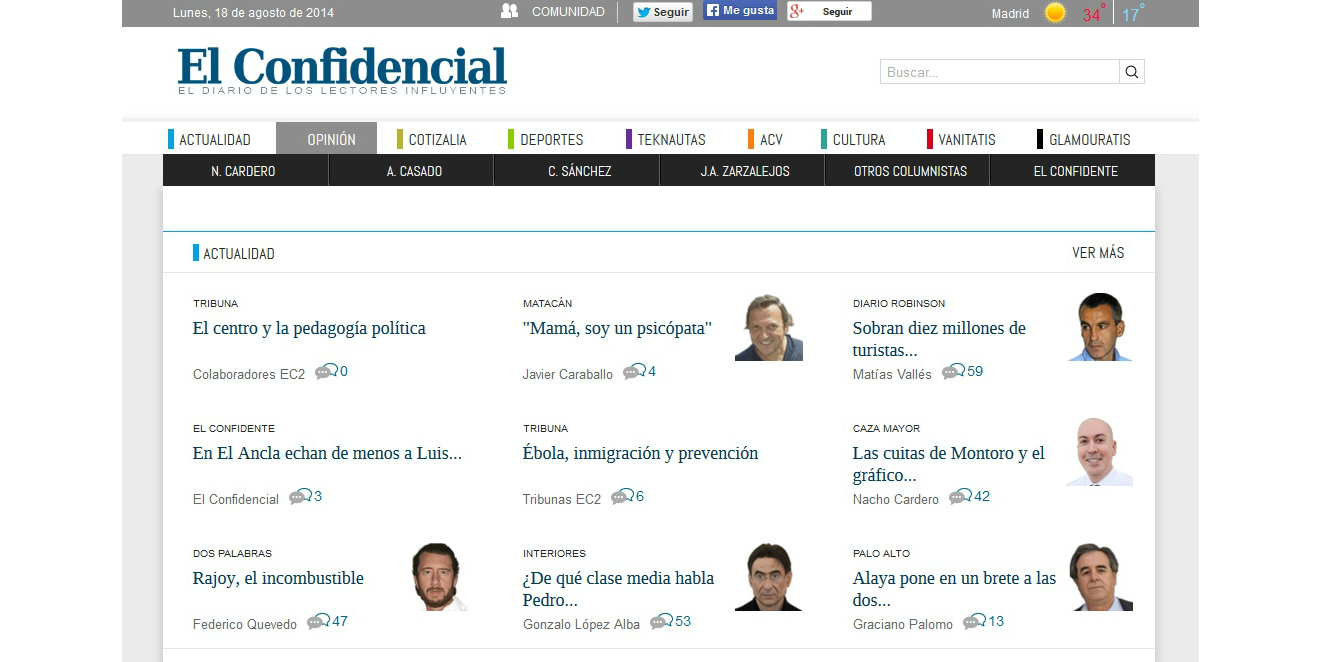 Lunes, 18 de agosto de 2014
COMUNIDAD
Seguir
Me gusta
g+ Seguir
Madrid
34°
17°
El Confidencial
EL DIARIO DE LOS LECTORES INFLUYENTES
Buscar...
ACTUALIDAD
OPINIÓN
COTIZALIA
DEPORTES
TEKNAUTAS
ACV
CULTURA
VANITATIS
GLAMOURATIS
N. CARDERO
A. CASADO
C. SÁNCHEZ
J.A. ZARZALEJOS
OTROS COLUMNISTAS
EL CONFIDENTE
ACTUALIDAD
VER MÁS
TRIBUNA
El centro y la pedagogía política
Colaboradores EC2 0
MATACÁN
"Mamá, soy un psicópata"
Javier Caraballo 4
DIARIO ROBINSON
Sobran diez millones de
turistas...
Matías Vallés 59
EL CONFIDENTE
En El Ancla echan de menos a Luis...
El Confidencial 3
TRIBUNA
Ébola, inmigración y prevención
Tribunas EC2 6
CAZA MAYOR
Las cuitas de Montoro y el
gráfico...
Nacho Cardero 42
DOS PALABRAS
Rajoy, el incombustible
Federico Quevedo 47
INTERIORES
¿De qué clase media habla
Pedro...
Gonzalo López Alba 53
PALO ALTO
Alaya pone en un brete a las
dos...
Graciano Palomo 13